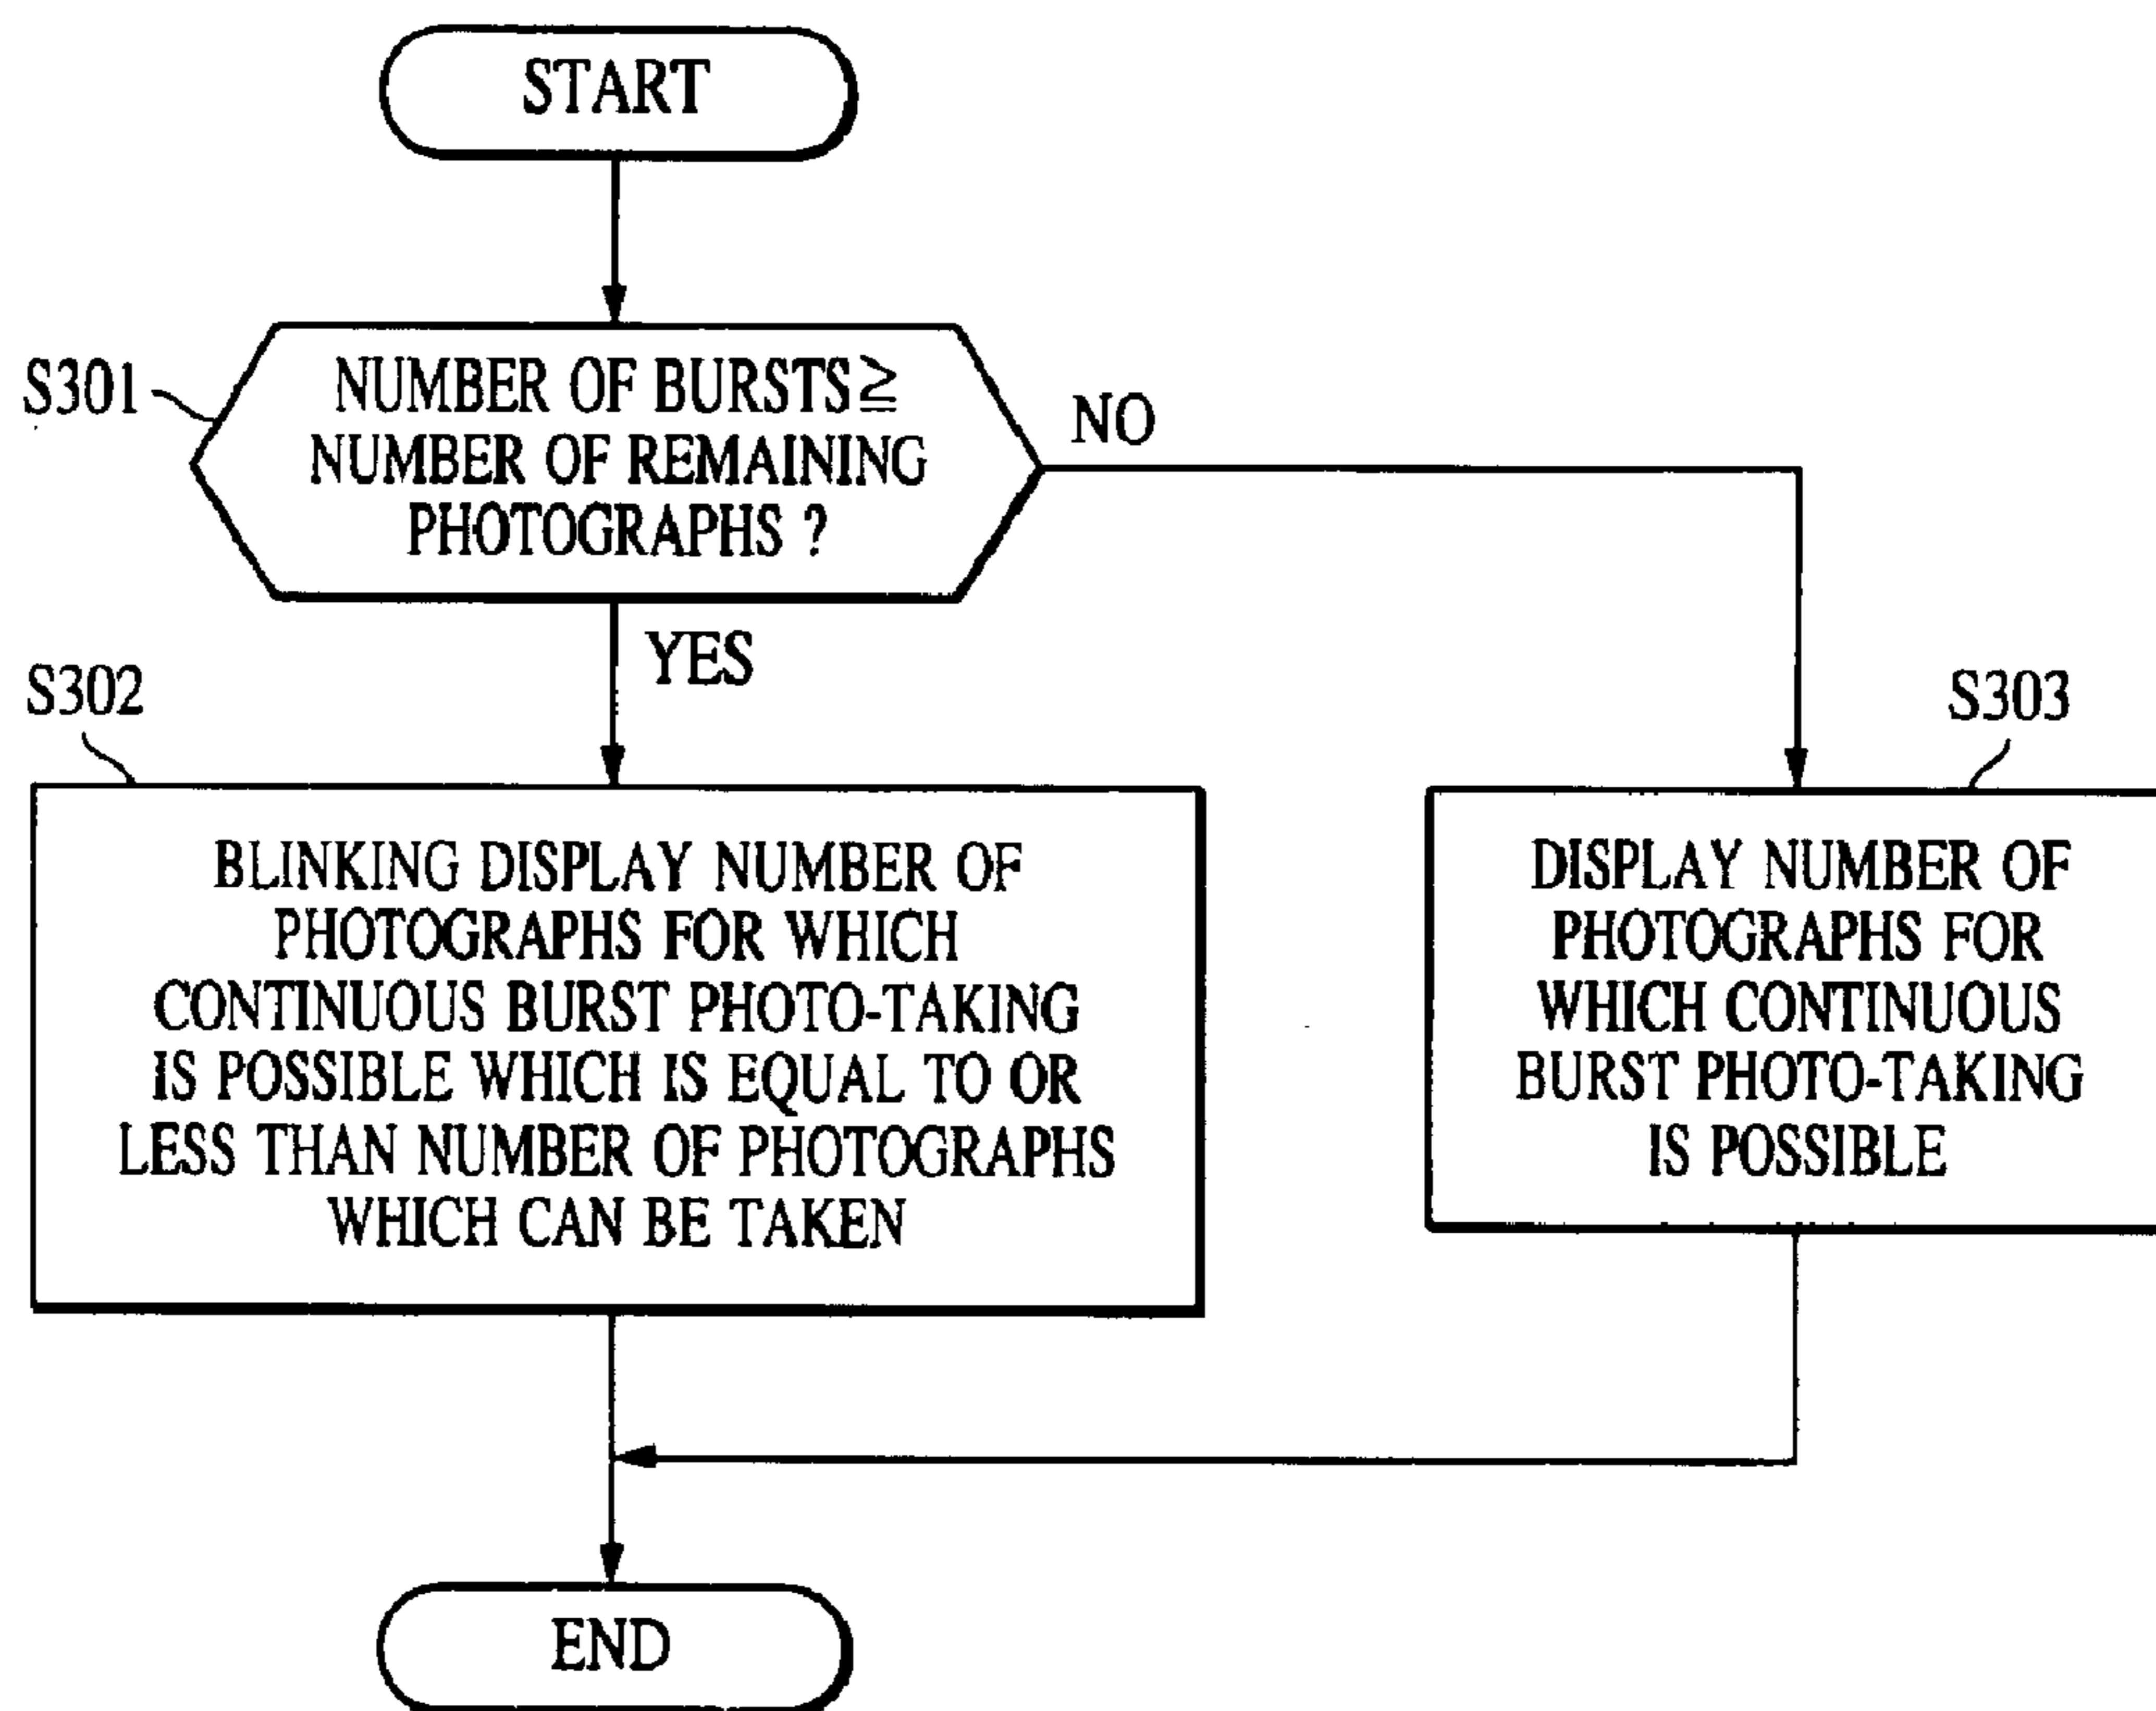 START
S301
NUMBER OF BURSTS≧
NUMBER OF REMAINING
PHOTOGRAPHS ?
NO
YES
S302
BLINKING DISPLAY NUMBER OF
PHOTOGRAPHS FOR WHICH
CONTINUOUS BURST PHOTO-TAKING
IS POSSIBLE WHICH IS EQUAL TO OR
LESS THAN NUMBER OF PHOTOGRAPHS
WHICH CAN BE TAKEN
S303
DISPLAY NUMBER OF
PHOTOGRAPHS FOR
WHICH CONTINUOUS
BURST PHOTO-TAKING
IS POSSIBLE
END